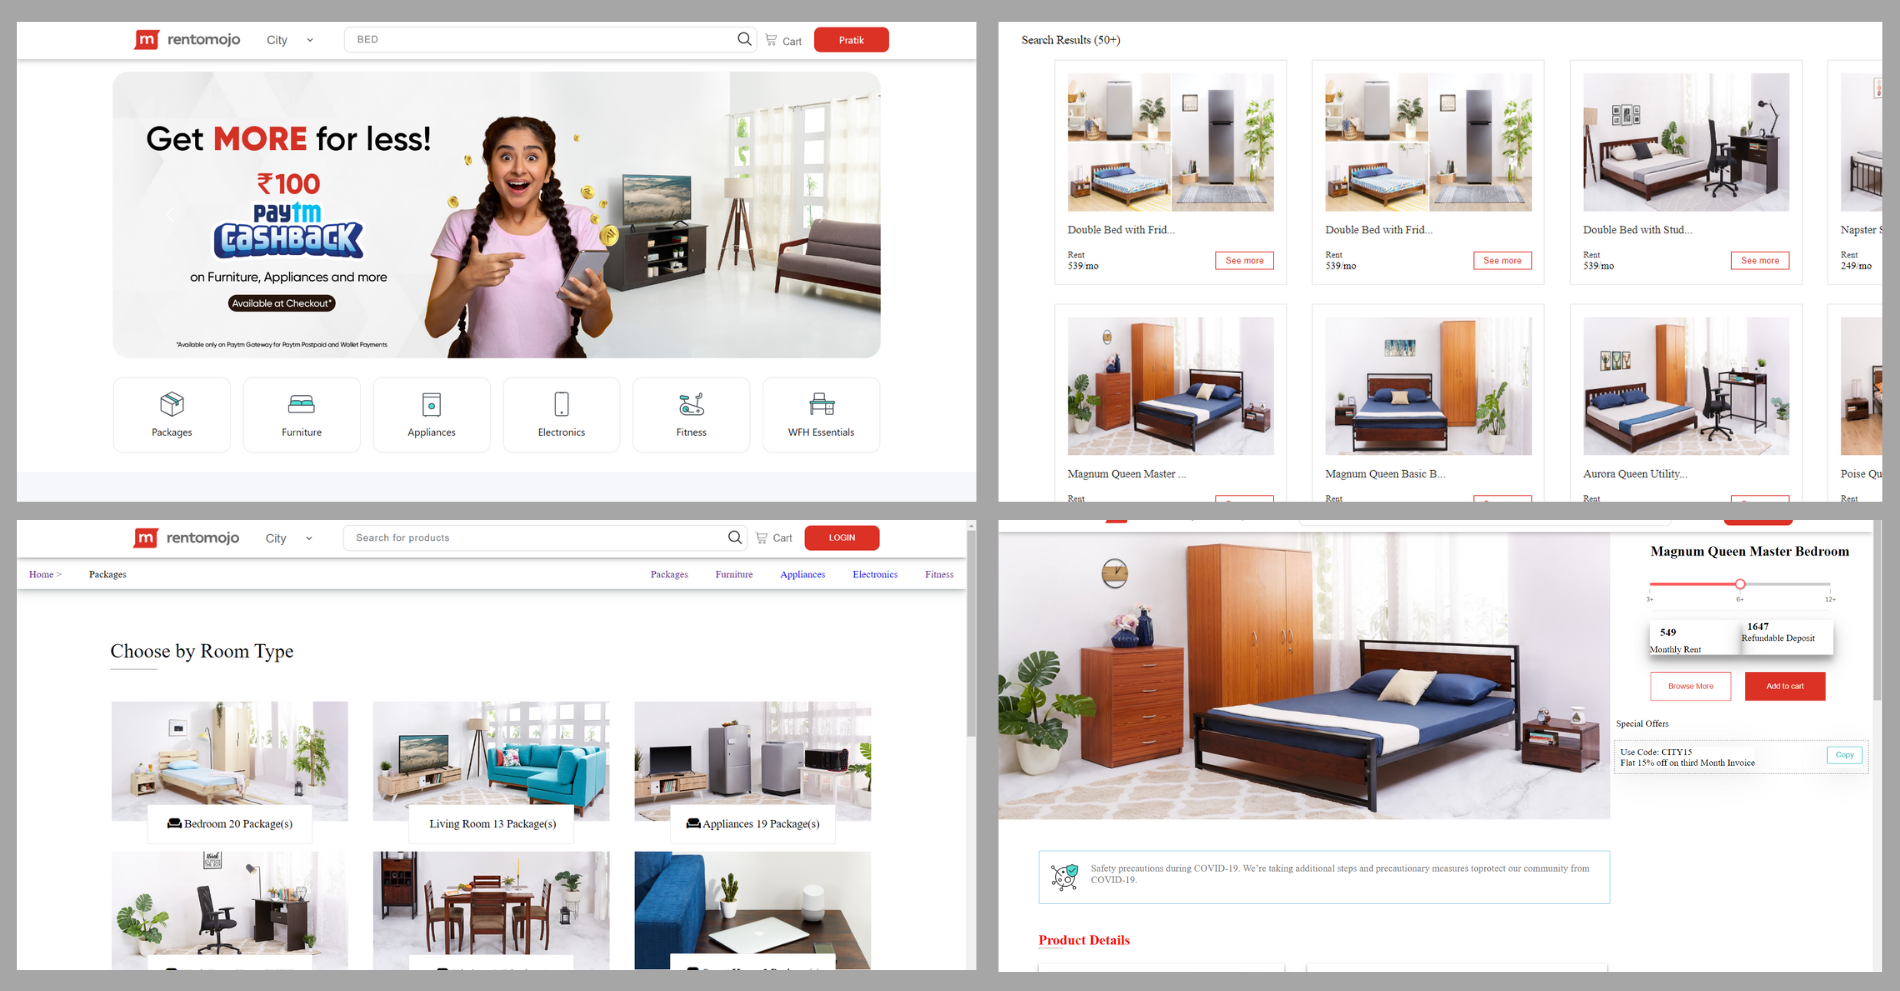 m rentomojo City BED Cart Pratik
Get MORE for less!
₹100
paytm
CASHBACK
on Furniture, Appliances and more
Available at Checkout*
*Available only on Paytm Gateway for Paytm Postpaid and Wallet Payments
Packages Furniture Appliances Electronics Fitness WFH Essentials
Search Results (50+)
Double Bed with Frid... Double Bed with Frid... Double Bed with Stud... Napster
Rent Rent Rent Rent
539/mo See more 539/mo See more 539/mo See more 249/mo
Magnum Queen Master ... Magnum Queen Basic B... Aurora Queen Utility... Poise Qu
Rent Rent Rent Rent
m rentomojo City Search for products Cart LOGIN
Home > Packages Packages Furniture Appliances Electronics Fitness
Choose by Room Type
Bedroom 20 Package(s) Living Room 13 Package(s) Appliances 19 Package(s)
Magnum Queen Master Bedroom
3+ 6+ 12+
549 1647
Refundable Deposit
Monthly Rent
Browse More Add to cart
Special Offers
Use Code: CITY15
Flat 15% off on third Month Invoice Copy
Safety precautions during COVID-19. We're taking additional steps and precautionary measures toprotect our community from
COVID-19.
Product Details